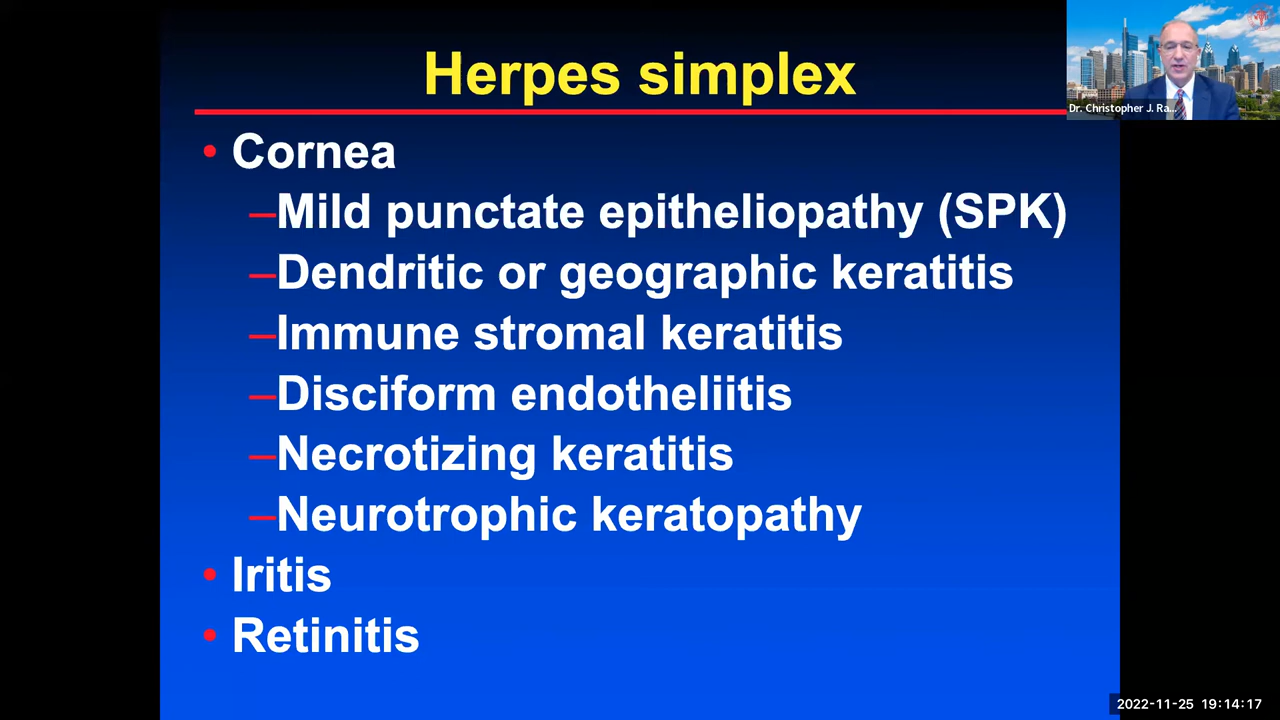 Herpes simplex
Dr. Christopher J. Ra...
• Cornea
–Mild punctate epitheliopathy (SPK)
–Dendritic or geographic keratitis
–Immune stromal keratitis
–Disciform endotheliitis
–Necrotizing keratitis
–Neurotrophic keratopathy
• Iritis
• Retinitis
2022-11-25 19:14:17